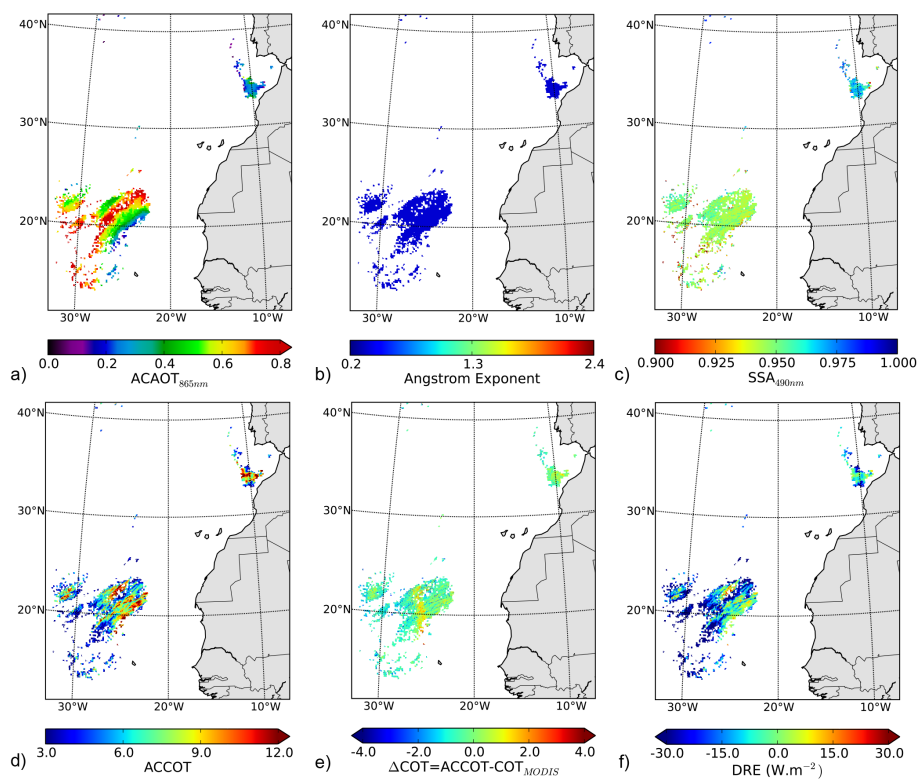 40°N
30°N
20°N
30°W 20°W 10°W
0.0 0.2 0.4 0.6 0.8
a) ACAOT865nm
40°N
30°N
20°N
30°W 20°W 10°W
0.2 1.3 2.4
b) Angstrom Exponent
40°N
30°N
20°N
30°W 20°W 10°W
0.900 0.925 0.950 0.975 1.000
c) SSA490nm
40°N
30°N
20°N
30°W 20°W 10°W
3.0 6.0 9.0 12.0
d) ACCOT
40°N
30°N
20°N
30°W 20°W 10°W
-4.0 -2.0 0.0 2.0 4.0
e) ΔCOT=ACCOT-COTMODIS
40°N
30°N
20°N
30°W 20°W 10°W
-30.0 -15.0 0.0 15.0 30.0
f) DRE (W.m⁻²)